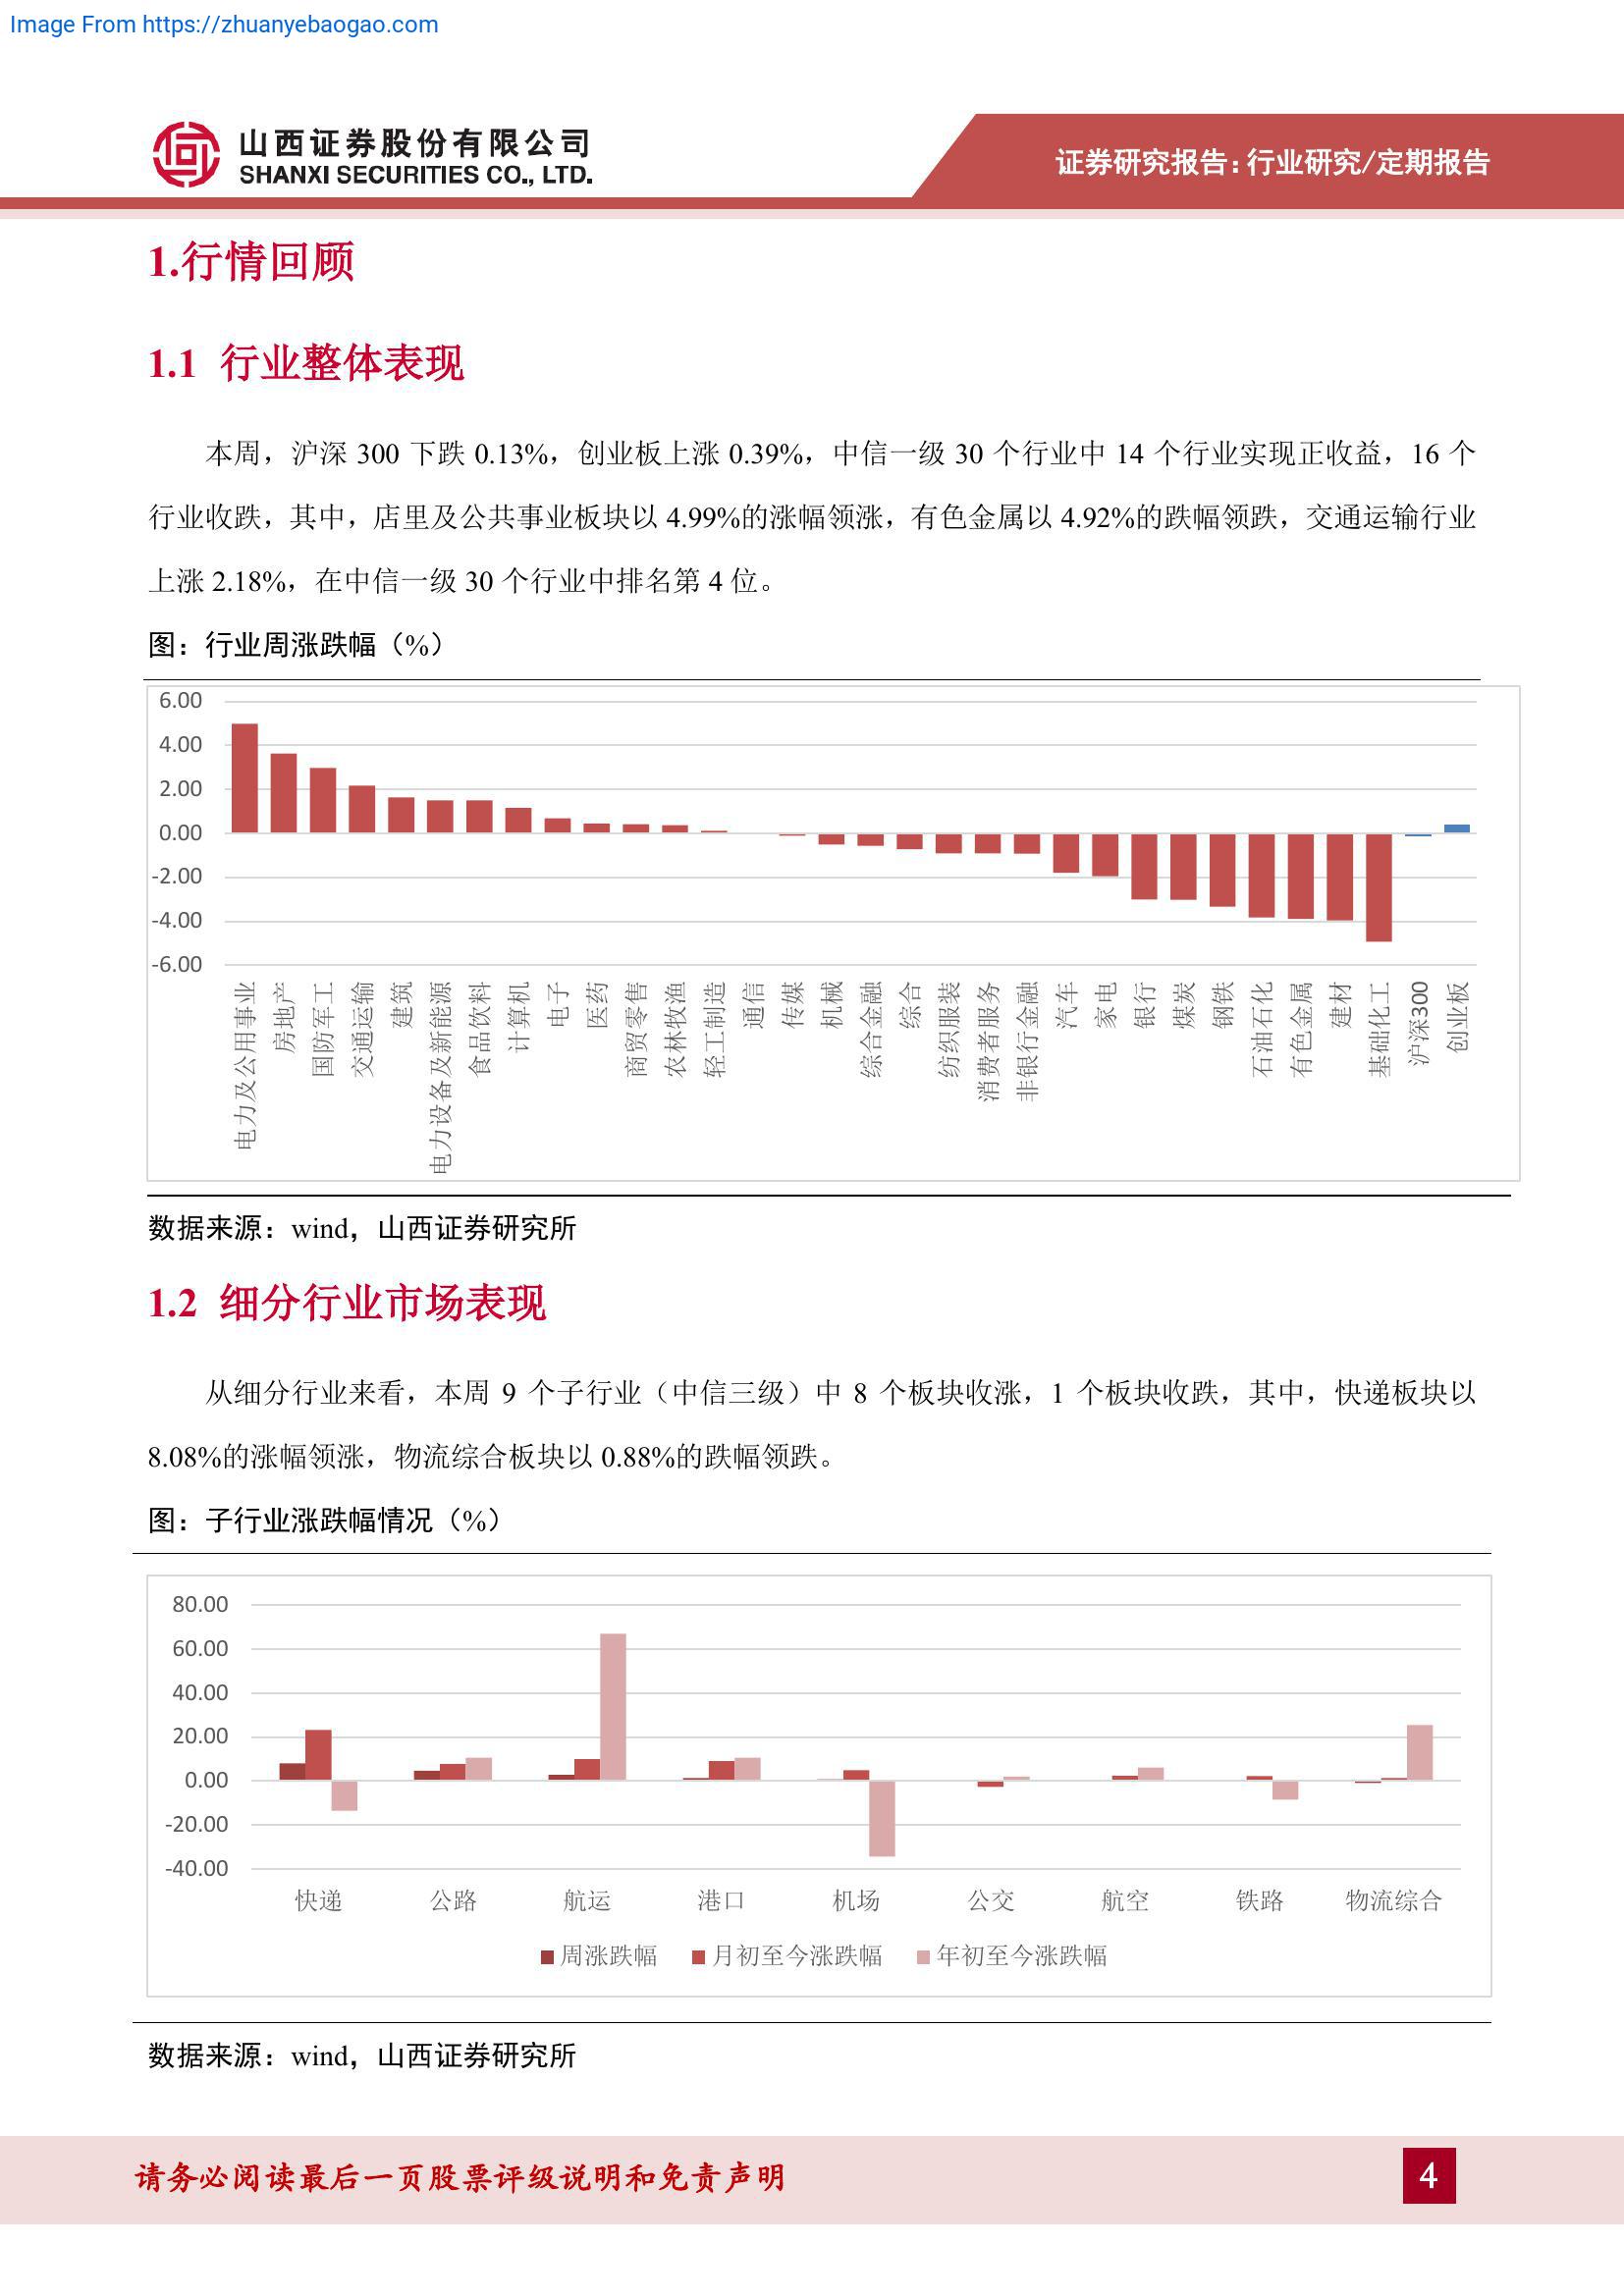 Image From https://zhuanyebaogao.com
山西证券股份有限公司
SHANXI SECURITIES CO., LTD.
证券研究报告：行业研究/定期报告
1.行情回顾
1.1 行业整体表现
本周，沪深 300 下跌 0.13%，创业板上涨 0.39%，中信一级 30 个行业中 14 个行业实现正收益，16 个
行业收跌，其中，店里及公共事业板块以 4.99%的涨幅领涨，有色金属以 4.92%的跌幅领跌，交通运输行业
上涨 2.18%，在中信一级 30 个行业中排名第 4 位。
图：行业周涨跌幅（%）
6.00
4.00
2.00
0.00
-2.00
-4.00
-6.00
电力及公用事业
房地产
国防军工
交通运输
建筑
电力设备及新能源
食品饮料
计算机
电子
医药
商贸零售
农林牧渔
轻工制造
通信
传媒
机械
综合金融
综合
纺织服装
消费者服务
非银行金融
汽车
家电
银行
煤炭
钢铁
石油石化
有色金属
建材
基础化工
沪深300
创业板
数据来源：wind，山西证券研究所
1.2 细分行业市场表现
从细分行业来看，本周 9 个子行业（中信三级）中 8 个板块收涨，1 个板块收跌，其中，快递板块以
8.08%的涨幅领涨，物流综合板块以 0.88%的跌幅领跌。
图：子行业涨跌幅情况（%）
80.00
60.00
40.00
20.00
0.00
-20.00
-40.00
快递 公路 航运 港口 机场 公交 航空 铁路 物流综合
周涨跌幅 月初至今涨跌幅 年初至今涨跌幅
数据来源：wind，山西证券研究所
请务必阅读最后一页股票评级说明和免责声明
4